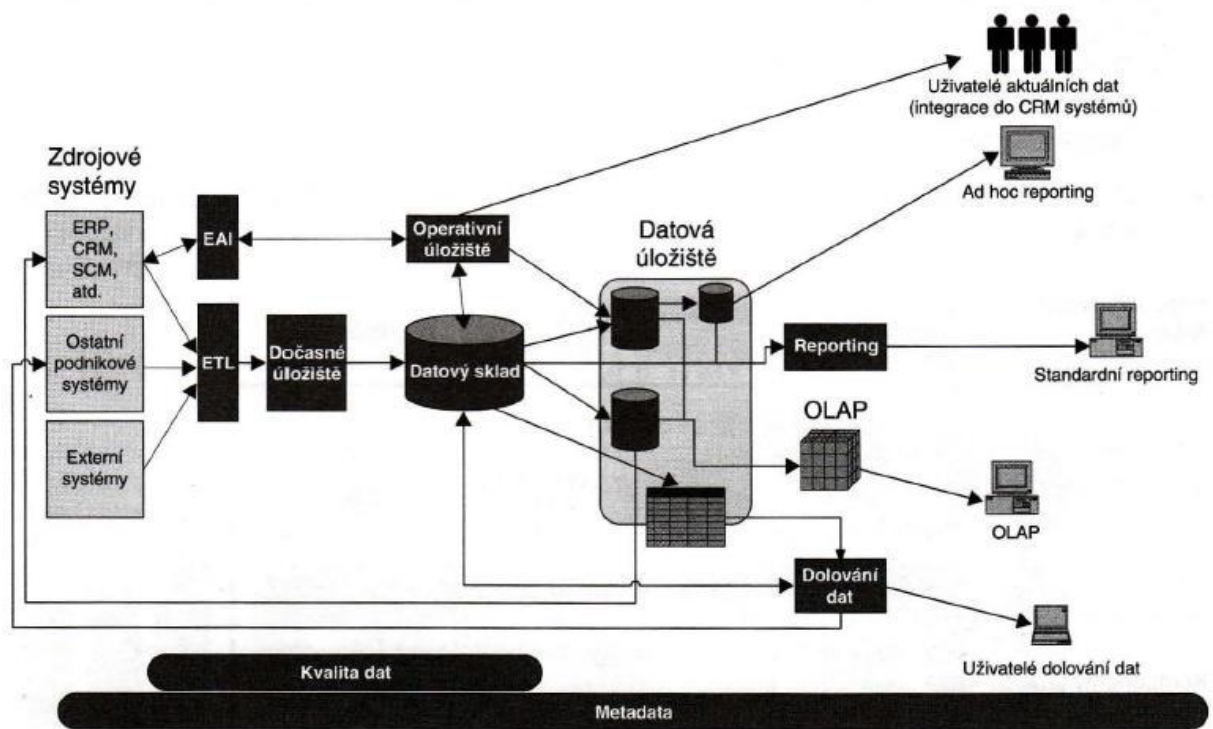 Uživatelé aktuálních dat
(integrace do CRM systémů)
Ad hoc reporting
Zdrojové
systémy
ERP,
CRM,
SCM,
atd.
EAI
Operativní
úložiště
Datová
úložiště
Ostatní
podnikové
systémy
ETL
Dočasné
úložiště
Datový sklad
Reporting
Standardní reporting
OLAP
Externí
systémy
OLAP
Dolování
dat
Uživatelé dolování dat
Kvalita dat
Metadata